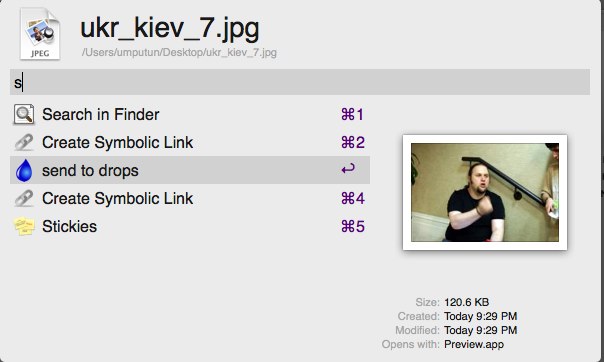 ukr_kiev_7.jpg
/Users/umputun/Desktop/ukr_kiev_7.jpg
JPEG
s
Search in Finder ⌘1
Create Symbolic Link ⌘2
send to drops ↩
Create Symbolic Link ⌘4
Stickies ⌘5
Size: 120.6 KB
Created: Today 9:29 PM
Modified: Today 9:29 PM
Opens with: Preview.app